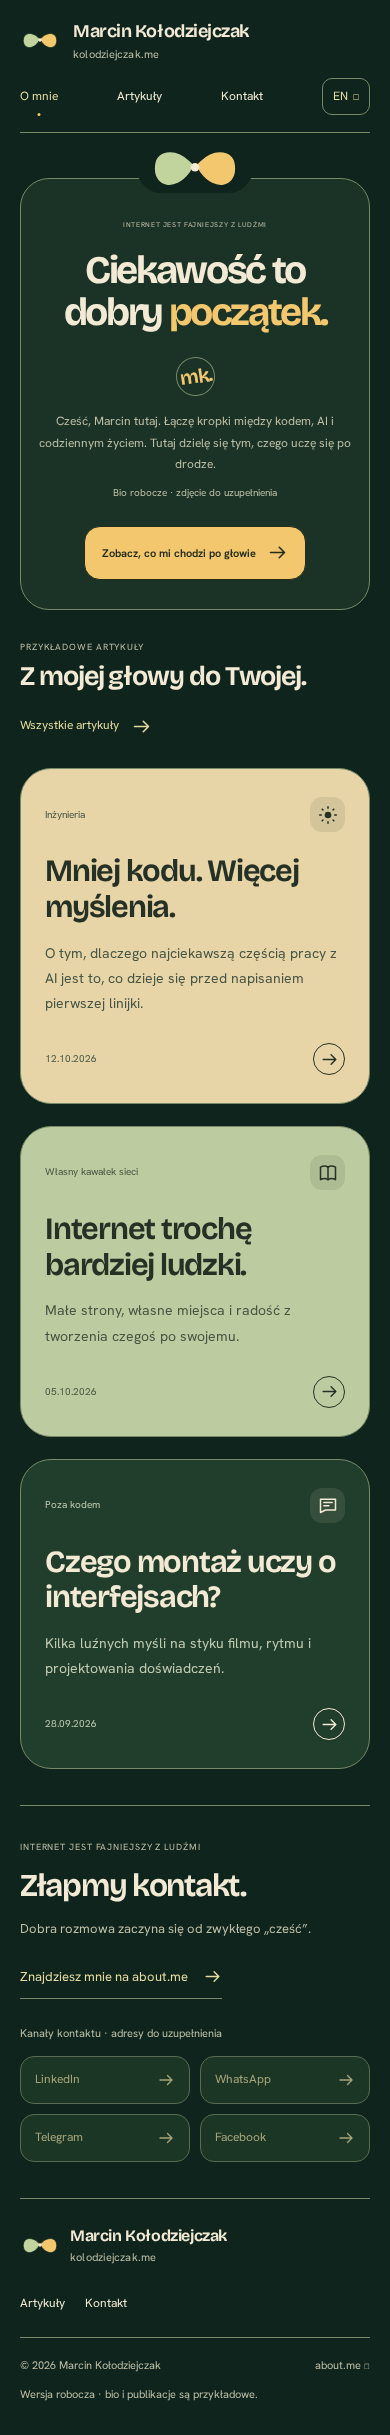 Marcin Kołodziejczak
kolodziejczak.me
O mnie
Artykuły
Kontakt
EN
INTERNET JEST FAJNIEJSZY Z LUDŹMI
Ciekawość to
dobry początek.
mk.
Cześć, Marcin tutaj. Łączę kropki między kodem, AI i
codziennym życiem. Tutaj dzielę się tym, czego uczę się po
drodze.
Bio robocze · zdjęcie do uzupełnienia
Zobacz, co mi chodzi po głowie →
PRZYKŁADOWE ARTYKUŁY
Z mojej głowy do Twojej.
Wszystkie artykuły →
Inżynieria
Mniej kodu. Więcej
myślenia.
O tym, dlaczego najciekawszą częścią pracy z
AI jest to, co dzieje się przed napisaniem
pierwszej linijki.
12.10.2026
Własny kawałek sieci
Internet trochę
bardziej ludzki.
Małe strony, własne miejsca i radość z
tworzenia czegoś po swojemu.
05.10.2026
Poza kodem
Czego montaż uczy o
interfejsach?
Kilka luźnych myśli na styku filmu, rytmu i
projektowania doświadczeń.
28.09.2026
INTERNET JEST FAJNIEJSZY Z LUDŹMI
Złapmy kontakt.
Dobra rozmowa zaczyna się od zwykłego „cześć”.
Znajdziesz mnie na about.me →
Kanały kontaktu · adresy do uzupełnienia
LinkedIn →
WhatsApp →
Telegram →
Facebook →
Marcin Kołodziejczak
kolodziejczak.me
Artykuły
Kontakt
© 2026 Marcin Kołodziejczak
about.me
Wersja robocza · bio i publikacje są przykładowe.